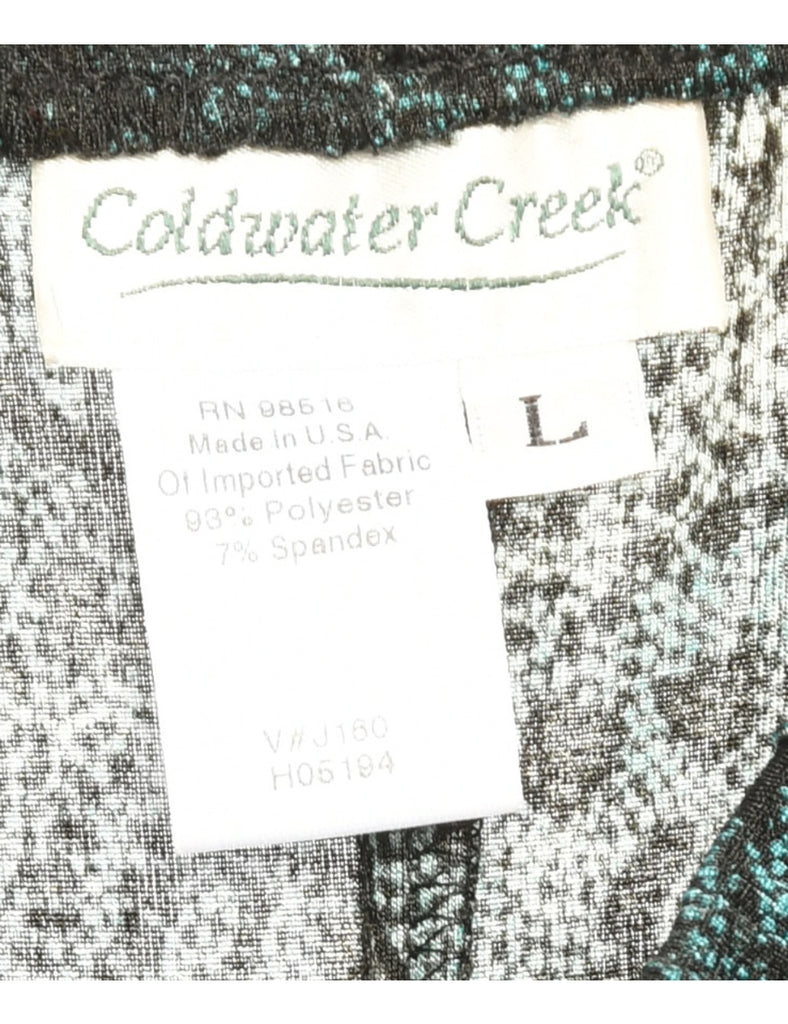 Coldwater Creek®
RN 98516
Made In U.S.A.
Of Imported Fabric
93% Polyester
7% Spandex
L
V#J160
H05194